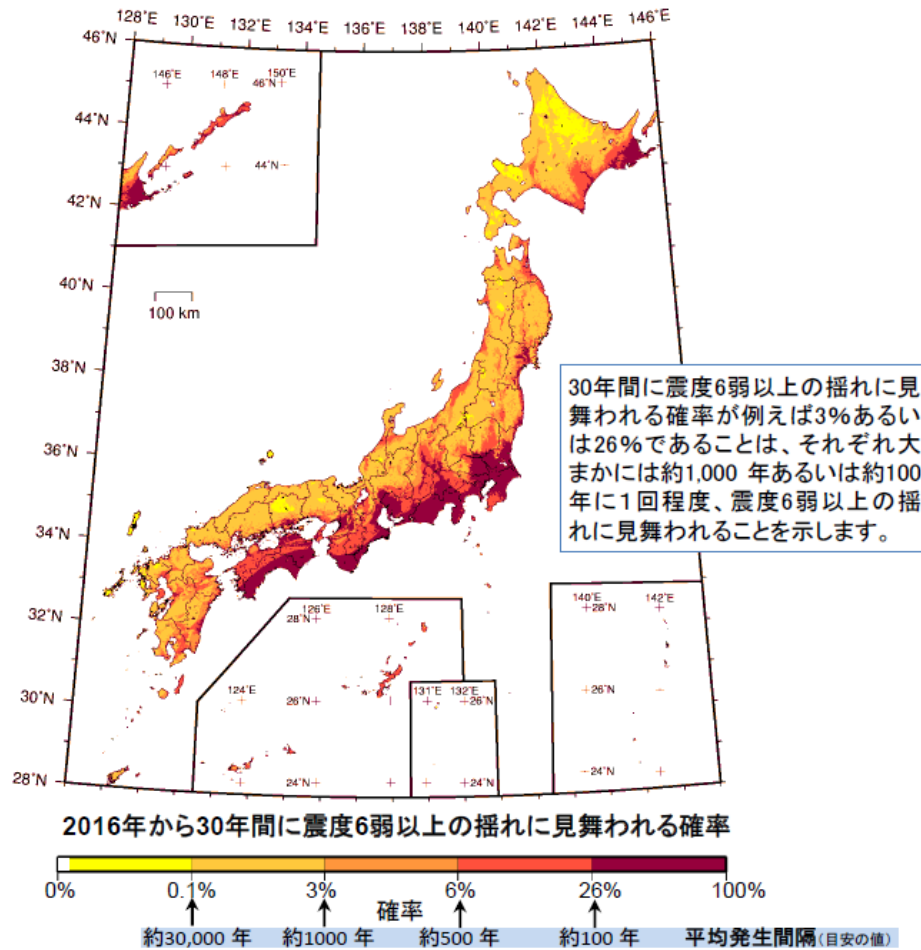 128°E 130°E 132°E 134°E 136°E 138°E 140°E 142°E 144°E 146°E
46°N
146°E 148°E 150°E
46°N
44°N
44°N
42°N
40°N
100 km
38°N
30年間に震度6弱以上の揺れに見
舞われる確率が例えば3%あるい
は26%であることは、それぞれ大
まかには約1,000 年あるいは約100
年に1回程度、震度6弱以上の揺
れに見舞われることを示します。
36°N
34°N
32°N
126°E 128°E
28°N
140°E 142°E
28°N
30°N
124°E
26°N
131°E 132°E
26°N
26°N
28°N
24°N
24°N
24°N
2016年から30年間に震度6弱以上の揺れに見舞われる確率
0% 0.1% 3% 6% 26% 100%
確率
約30,000 年 約1000 年 約500 年 約100 年 平均発生間隔(目安の値)